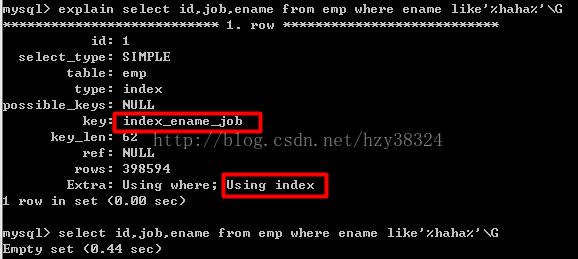 mysql> explain select id,job,ename from emp where ename like'%haha%'\G
*************************** 1. row ***************************
id: 1
select_type: SIMPLE
table: emp
type: index
possible_keys: NULL
key: index_ename_job
key_len: 62
http://blog.csdn.net/hzy38324
ref: NULL
rows: 398594
Extra: Using where; Using index
1 row in set (0.00 sec)
mysql> select id,job,ename from emp where ename like'%haha%'\G
Empty set (0.44 sec)